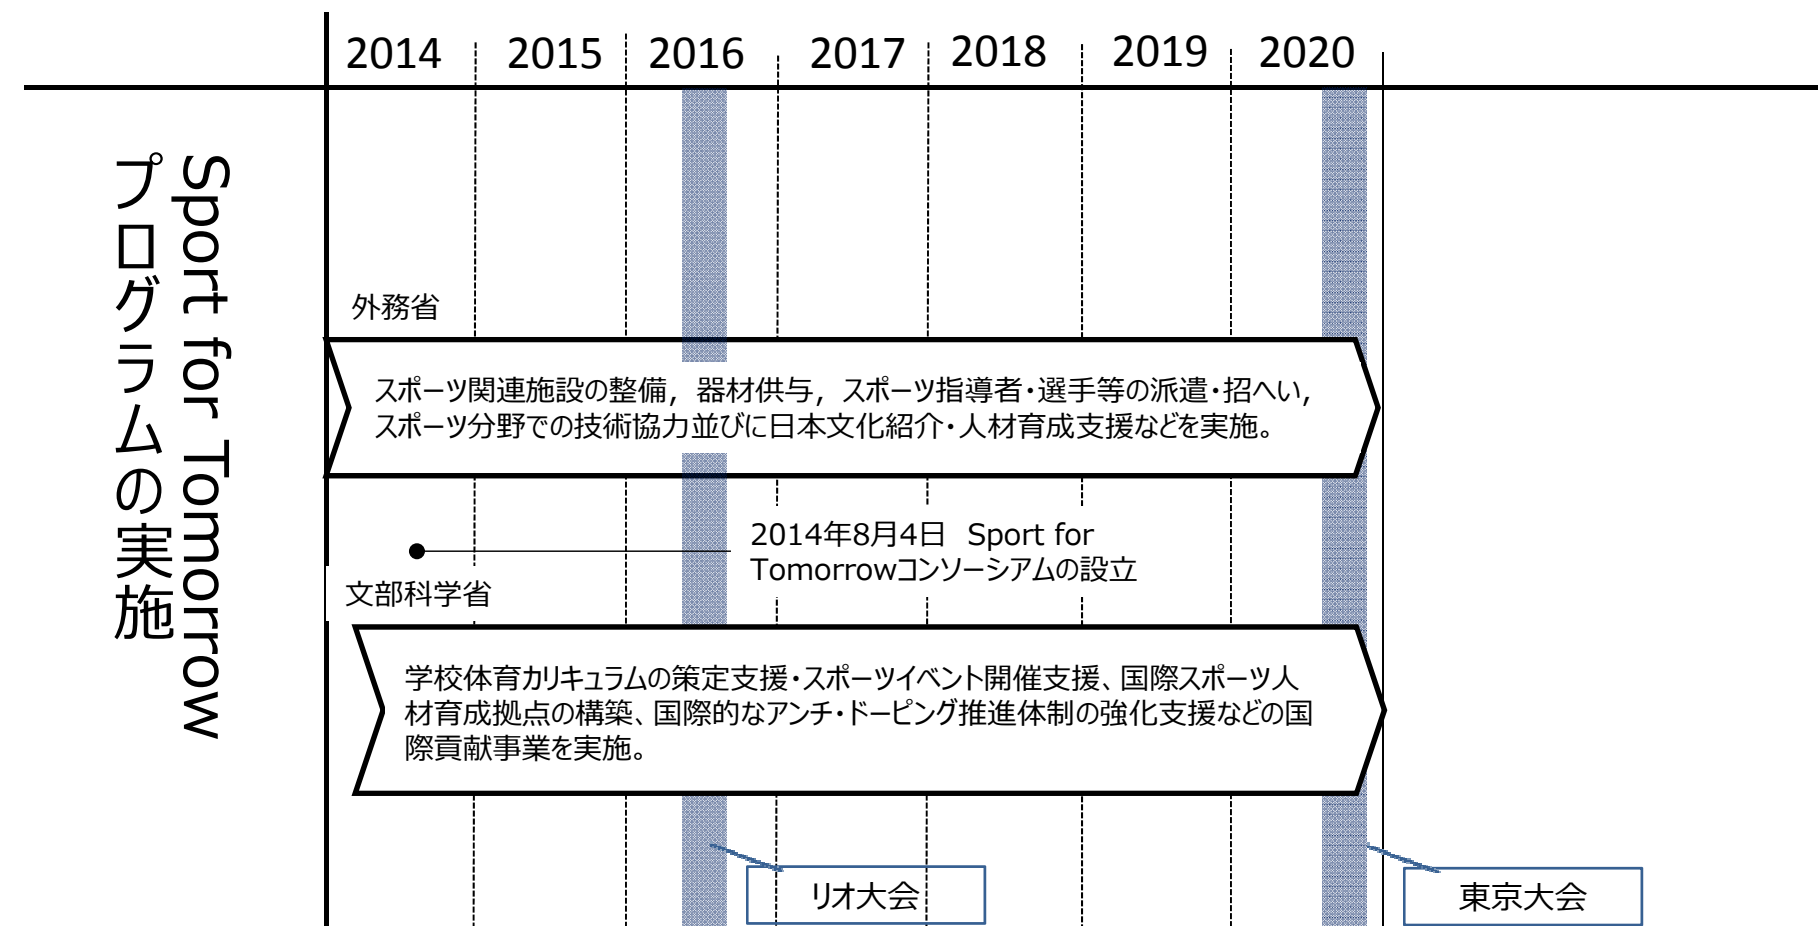 2014 2015 2016 2017 2018 2019 2020
Sport for Tomorrow
プログラムの実施
外務省
スポーツ関連施設の整備，器材供与，スポーツ指導者・選手等の派遣・招へい，
スポーツ分野での技術協力並びに日本文化紹介・人材育成支援などを実施。
2014年8月4日　Sport for
Tomorrowコンソーシアムの設立
文部科学省
学校体育カリキュラムの策定支援・スポーツイベント開催支援、国際スポーツ人
材育成拠点の構築、国際的なアンチ・ドーピング推進体制の強化支援などの国
際貢献事業を実施。
リオ大会
東京大会